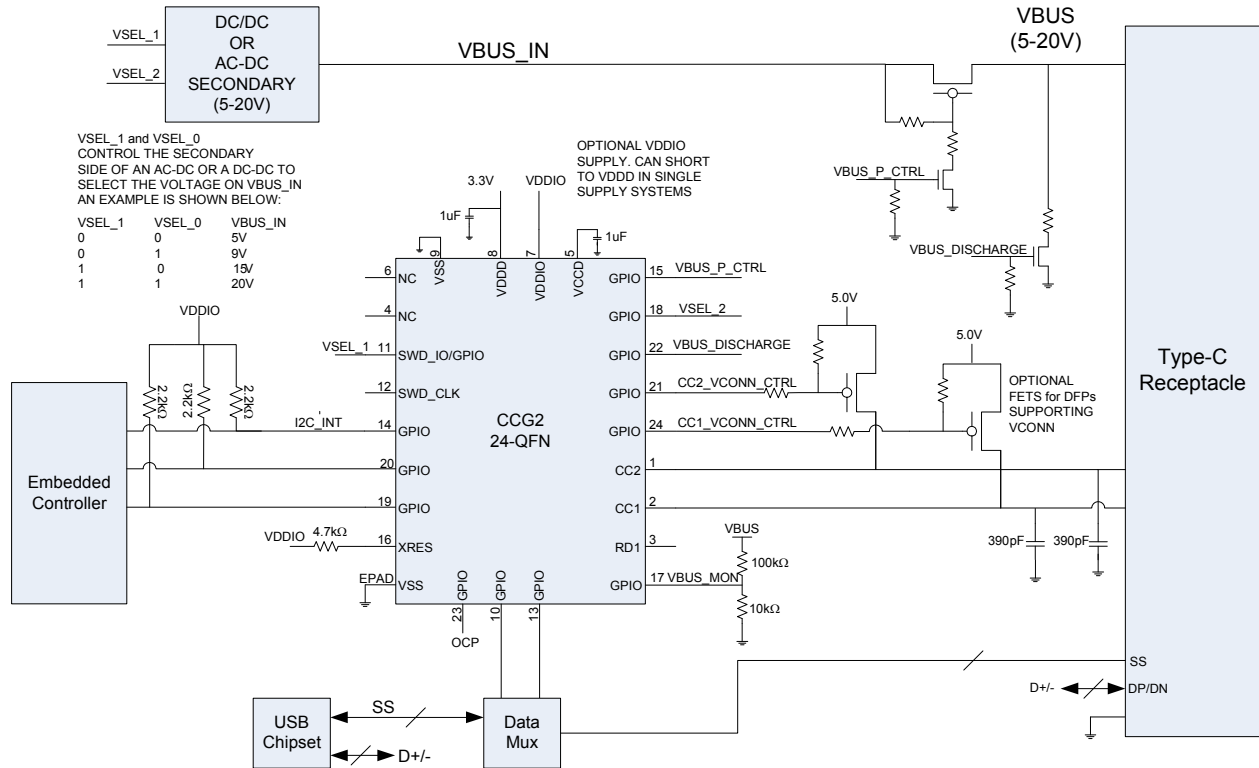 VSEL_1
VSEL_2
DC/DC
OR
AC-DC
SECONDARY
(5-20V)
VBUS_IN
VBUS
(5-20V)
VSEL_1 and VSEL_0
CONTROL THE SECONDARY
SIDE OF AN AC-DC OR A DC-DC TO
SELECT THE VOLTAGE ON VBUS_IN
AN EXAMPLE IS SHOWN BELOW:
VSEL_1 VSEL_0 VBUS_IN
0 0 5V
0 1 9V
1 0 15V
1 1 20V
OPTIONAL VDDIO
SUPPLY. CAN SHORT
TO VDDD IN SINGLE
SUPPLY SYSTEMS
3.3V
VDDIO
1uF
1uF
VBUS_P_CTRL
VBUS_DISCHARGE
9
VSS
8
VDDD
7
VDDIO
5
VCCD
6 NC
4 NC
VSEL_1 11 SWD_IO/GPIO
12 SWD_CLK
I2C_INT 14 GPIO
20 GPIO
19 GPIO
VDDIO 4.7kΩ 16 XRES
EPAD VSS
VDDIO
2.2kΩ
2.2kΩ
2.2kΩ
Embedded
Controller
CCG2
24-QFN
GPIO 15 VBUS_P_CTRL
GPIO 18 VSEL_2
GPIO 22 VBUS_DISCHARGE
GPIO 21 CC2_VCONN_CTRL
GPIO 24 CC1_VCONN_CTRL
CC2 1
CC1 2
RD1 3
GPIO 17 VBUS_MON
5.0V
5.0V
OPTIONAL
FETS for DFPs
SUPPORTING
VCONN
Type-C
Receptacle
390pF
390pF
VBUS
100kΩ
10kΩ
GPIO
23
OCP
GPIO
10
GPIO
13
SS
D+/-
DP/DN
USB
Chipset
SS
D+/-
Data
Mux